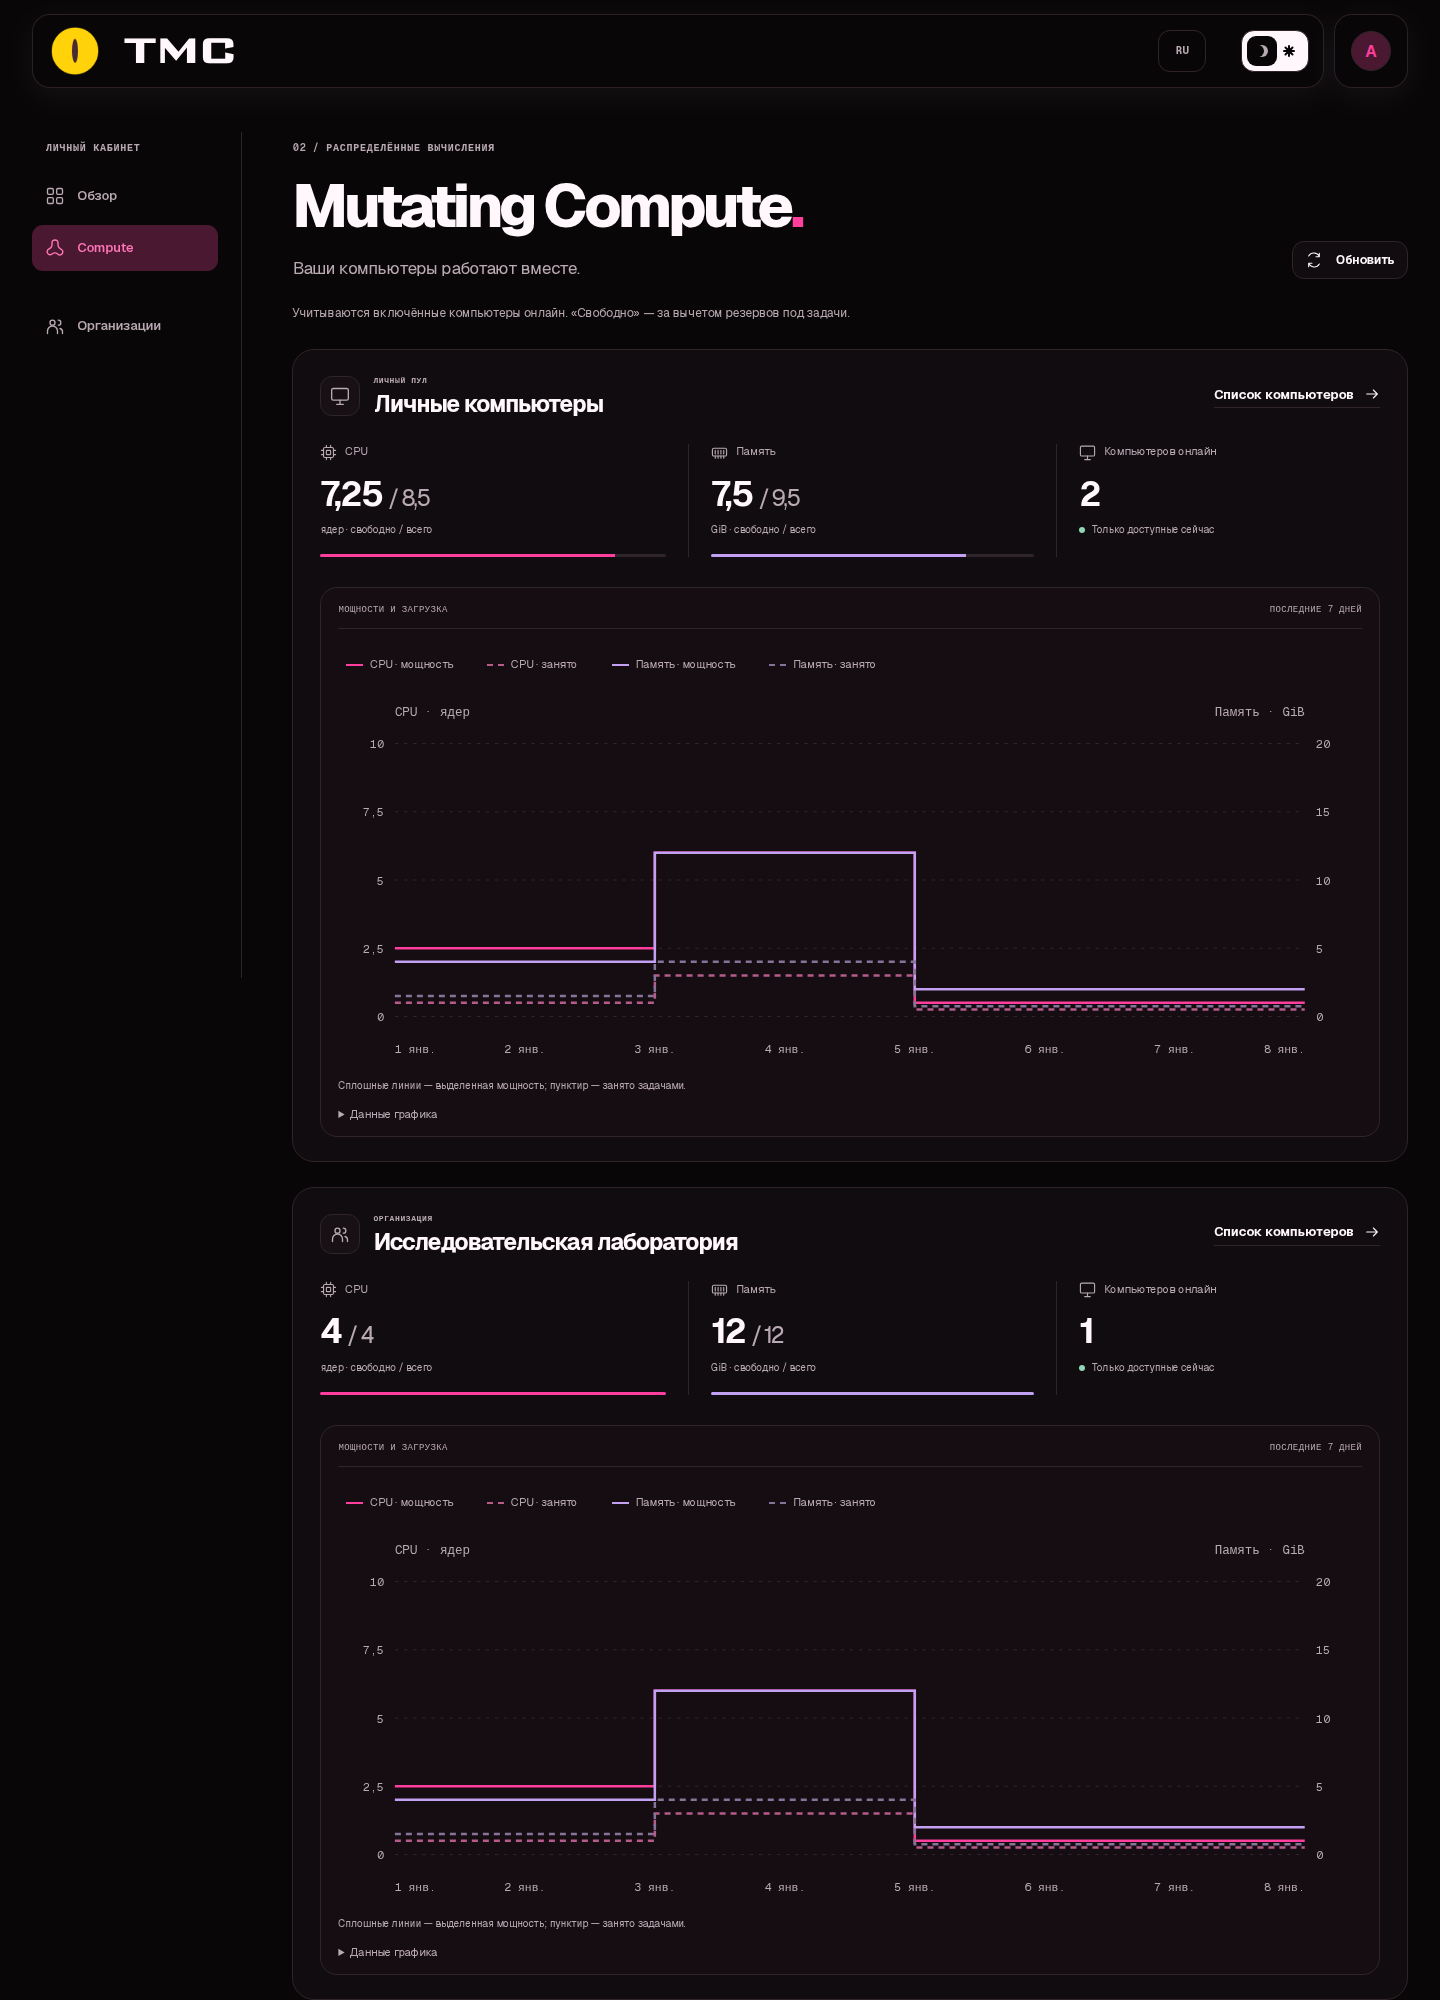 TMC
RU
A
ЛИЧНЫЙ КАБИНЕТ
Обзор
Compute
Организации
02 / РАСПРЕДЕЛЁННЫЕ ВЫЧИСЛЕНИЯ
Mutating Compute.
Ваши компьютеры работают вместе.
Обновить
Учитываются включённые компьютеры онлайн. «Свободно» — за вычетом резервов под задачи.
ЛИЧНЫЙ ПУЛ
Личные компьютеры
Список компьютеров →
CPU
7,25 / 8,5
ядер · свободно / всего
Память
7,5 / 9,5
GiB · свободно / всего
Компьютеров онлайн
2
Только доступные сейчас
МОЩНОСТИ И ЗАГРУЗКА
ПОСЛЕДНИЕ 7 ДНЕЙ
CPU · мощность
CPU · занято
Память · мощность
Память · занято
CPU · ядер
Память · GiB
10 20
7,5 15
5 10
2,5 5
0 0
1 янв. 2 янв. 3 янв. 4 янв. 5 янв. 6 янв. 7 янв. 8 янв.
Сплошные линии — выделенная мощность; пунктир — занято задачами.
▶ Данные графика
ОРГАНИЗАЦИЯ
Исследовательская лаборатория
Список компьютеров →
CPU
4 / 4
ядер · свободно / всего
Память
12 / 12
GiB · свободно / всего
Компьютеров онлайн
1
Только доступные сейчас
МОЩНОСТИ И ЗАГРУЗКА
ПОСЛЕДНИЕ 7 ДНЕЙ
CPU · мощность
CPU · занято
Память · мощность
Память · занято
CPU · ядер
Память · GiB
10 20
7,5 15
5 10
2,5 5
0 0
1 янв. 2 янв. 3 янв. 4 янв. 5 янв. 6 янв. 7 янв. 8 янв.
Сплошные линии — выделенная мощность; пунктир — занято задачами.
▶ Данные графика